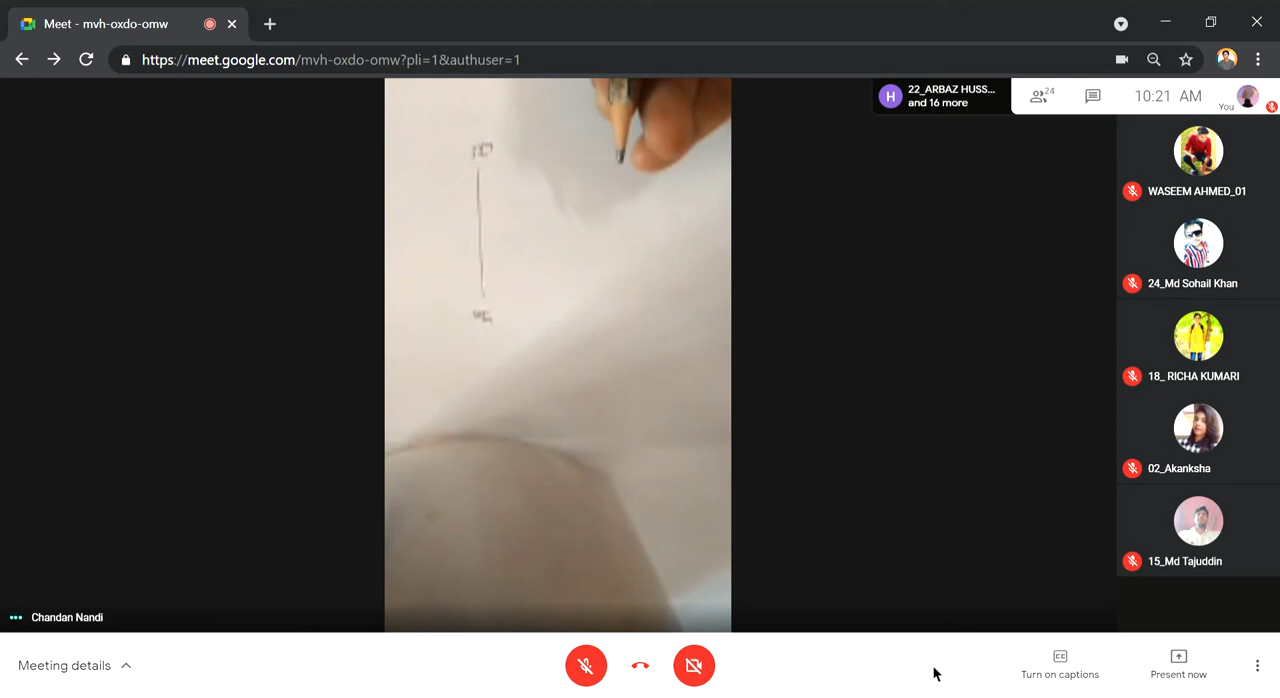 Meet - mvh-oxdo-omw
https://meet.google.com/mvh-oxdo-omw?pli=1&authuser=1
H
22_ARBAZ HUSS...
and 16 more
24
10:21 AM
You
WASEEM AHMED_01
24_Md Sohail Khan
18_ RICHA KUMARI
02_Akanksha
15_Md Tajuddin
Chandan Nandi
Meeting details
CC
Turn on captions
Present now